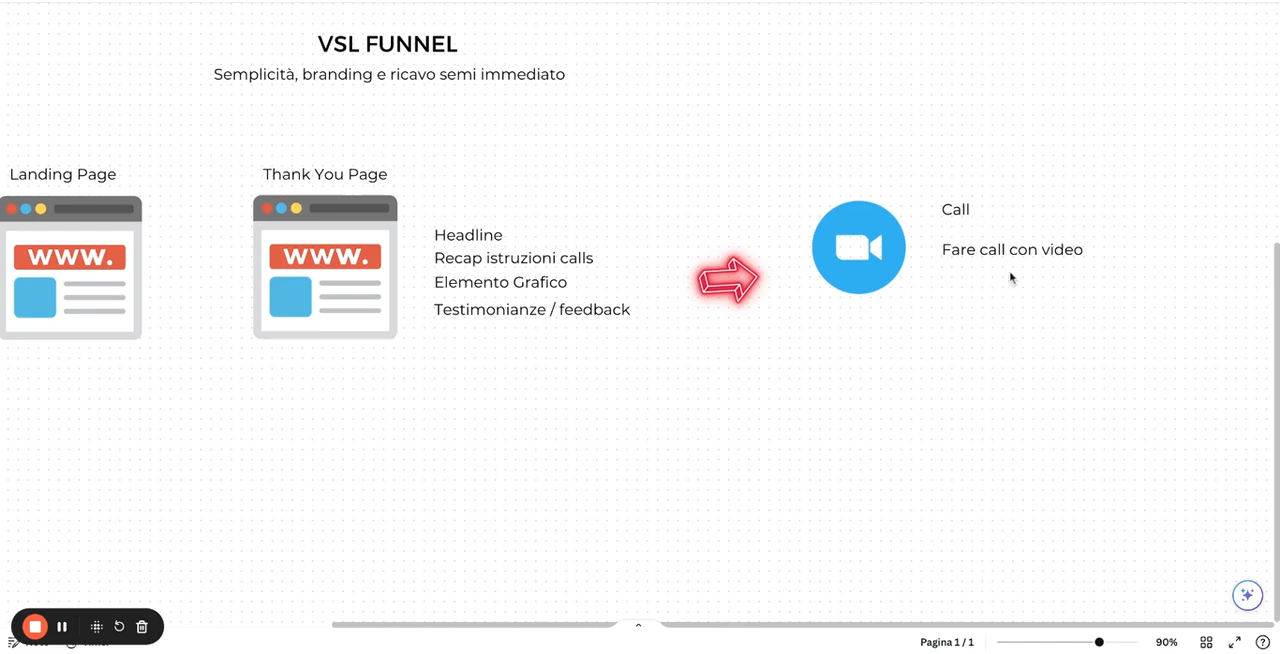 VSL FUNNEL
Semplicità, branding e ricavo semi immediato
Landing Page
WWW.
Thank You Page
WWW.
Headline
Recap istruzioni calls
Elemento Grafico
Testimonianze / feedback
Call
Fare call con video
Pagina 1 / 1
90%